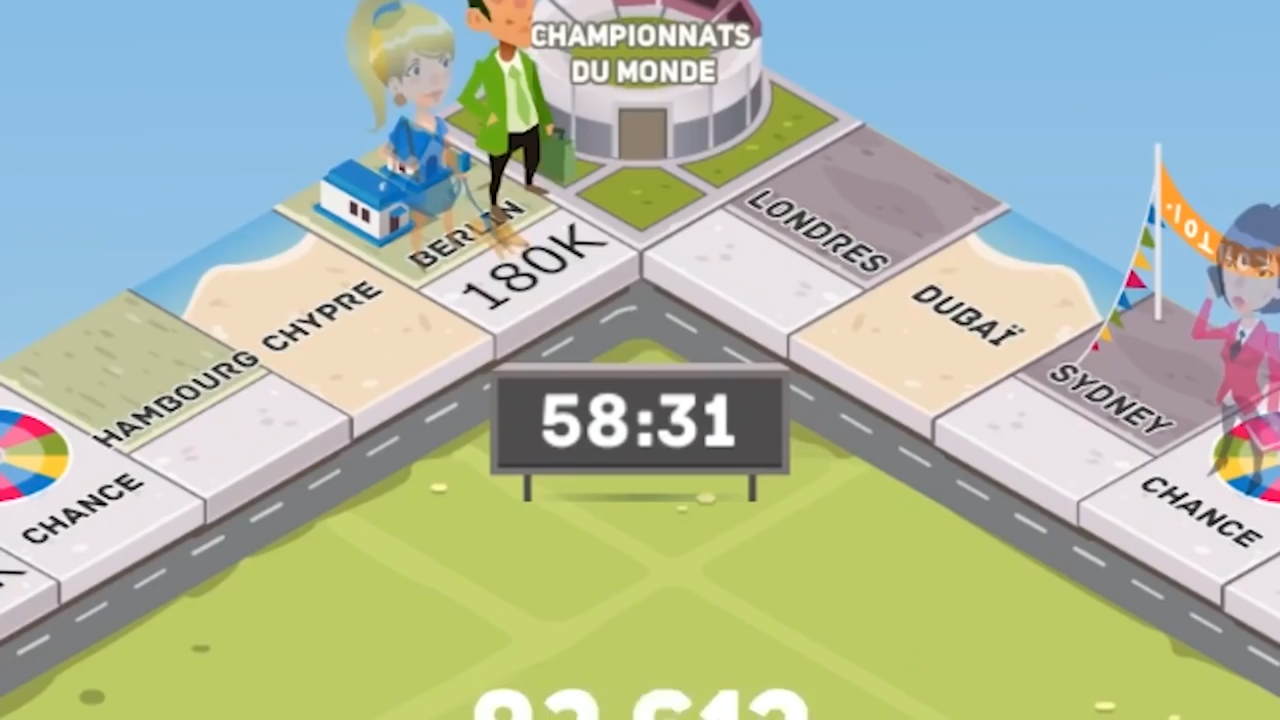 CHAMPIONNATS
DU MONDE
BERLIN
180K
LONDRES
CHYPRE
DUBAÏ
HAMBOURG
SYDNEY
58:31
CHANCE
CHANCE